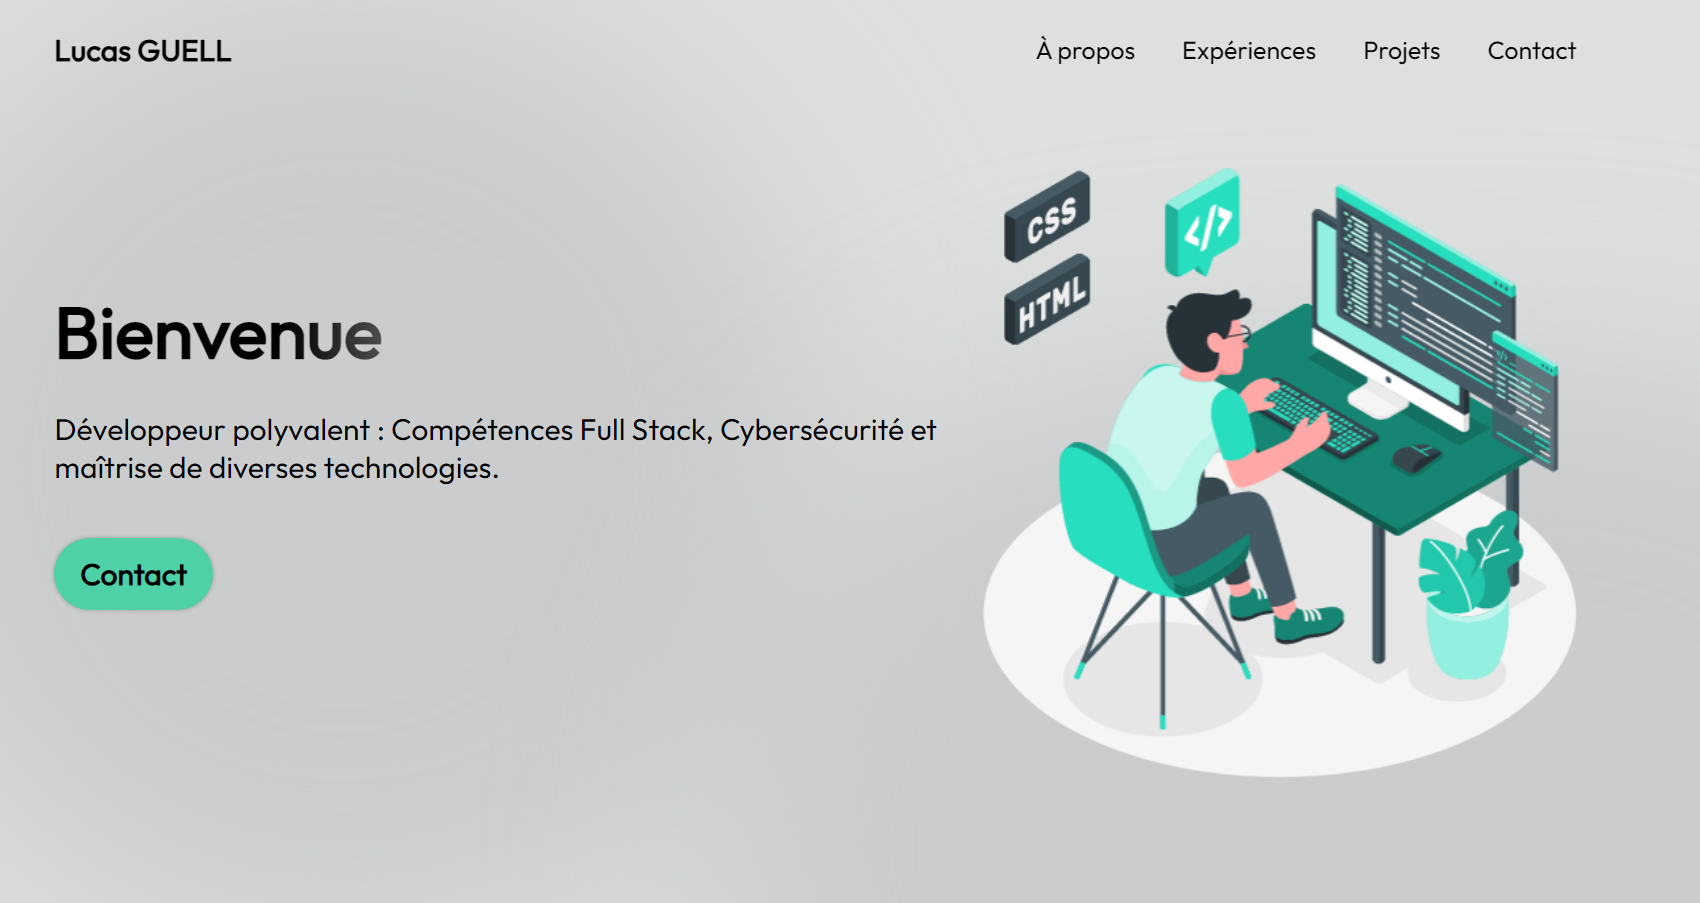 Lucas GUELL
À propos
Expériences
Projets
Contact
CSS
</>
HTML
Bienvenue
Développeur polyvalent : Compétences Full Stack, Cybersécurité et
maîtrise de diverses technologies.
Contact